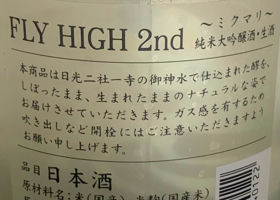 ～ミクマリ～
FLY HIGH 2nd 純米大吟醸酒・生酒
本商品は日光二社一寺の御神水で仕込まれた醪を、
しぼったまま、生まれたままのナチュラルな姿で
お届けさせていただきます。ガス感を有するため
吹き出しなど開栓にはご注意いただきますよう
お願い申し上げます。
品目 日本酒
原材料名:米(国産)、米麹(国産米)
40122